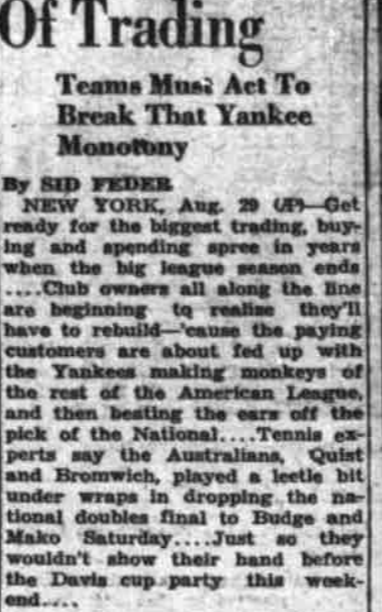 Of Trading
Teams Must Act To
Break That Yankee
Monotony
By SID FEDER
NEW YORK, Aug. 29 (AP)—Get
ready for the biggest trading, buy-
ing and spending spree in years
when the big league season ends
....Club owners all along the line
are beginning to realise they'll
have to rebuild—'cause the paying
customers are about fed up with
the Yankees making monkeys of
the rest of the American League,
and then beating the ears off the
pick of the National....Tennis ex-
perts say the Australians, Quist
and Bromwich, played a leetle bit
under wraps in dropping the na-
tional doubles final to Budge and
Mako Saturday....Just so they
wouldn't show their hand before
the Davis cup party this week-
end....